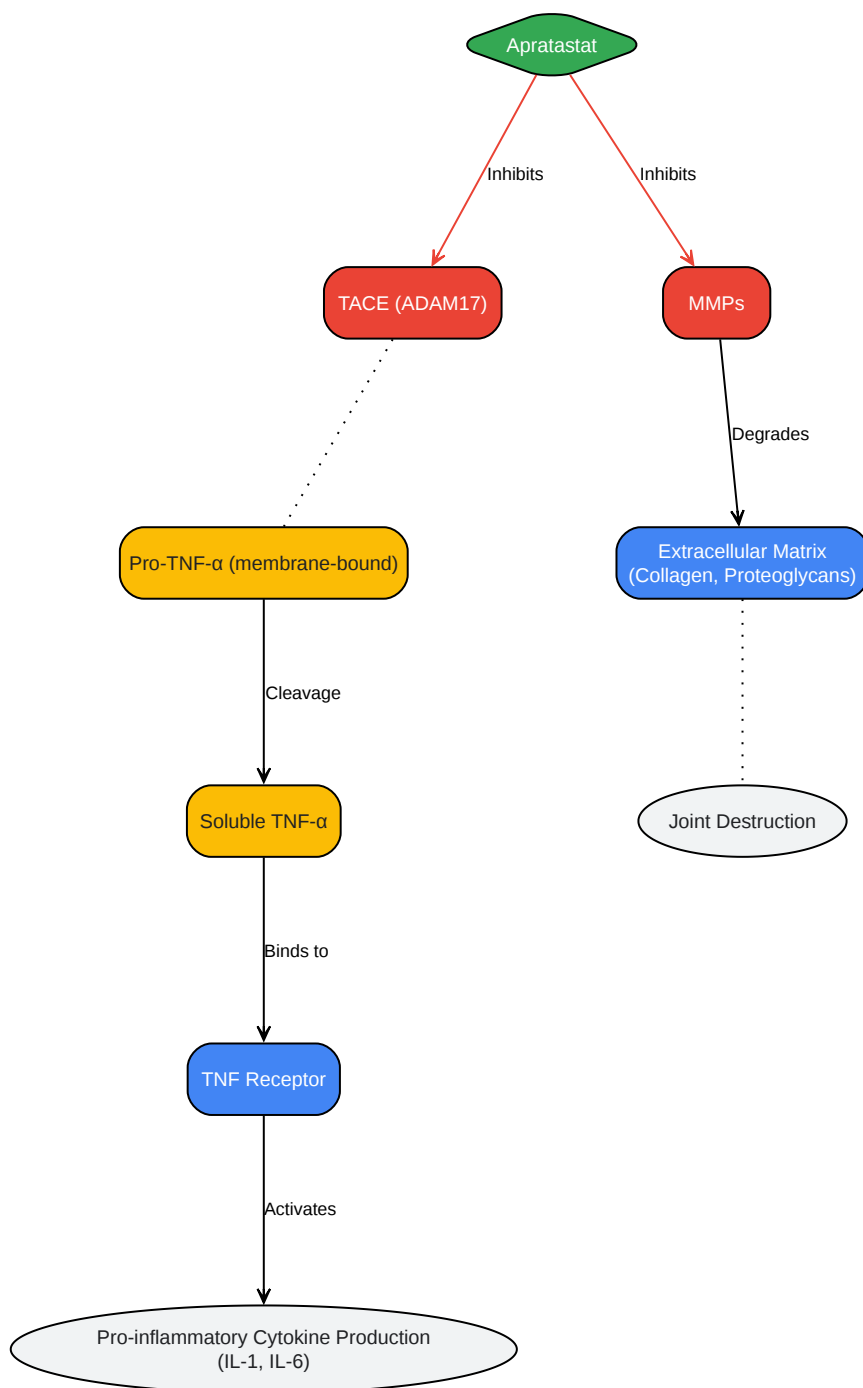 Apratastat
Inhibits
Inhibits
TACE (ADAM17)
MMPs
Degrades
Pro-TNF-α (membrane-bound)
Extracellular Matrix
(Collagen, Proteoglycans)
Cleavage
Soluble TNF-α
Joint Destruction
Binds to
TNF Receptor
Activates
Pro-inflammatory Cytokine Production
(IL-1, IL-6)